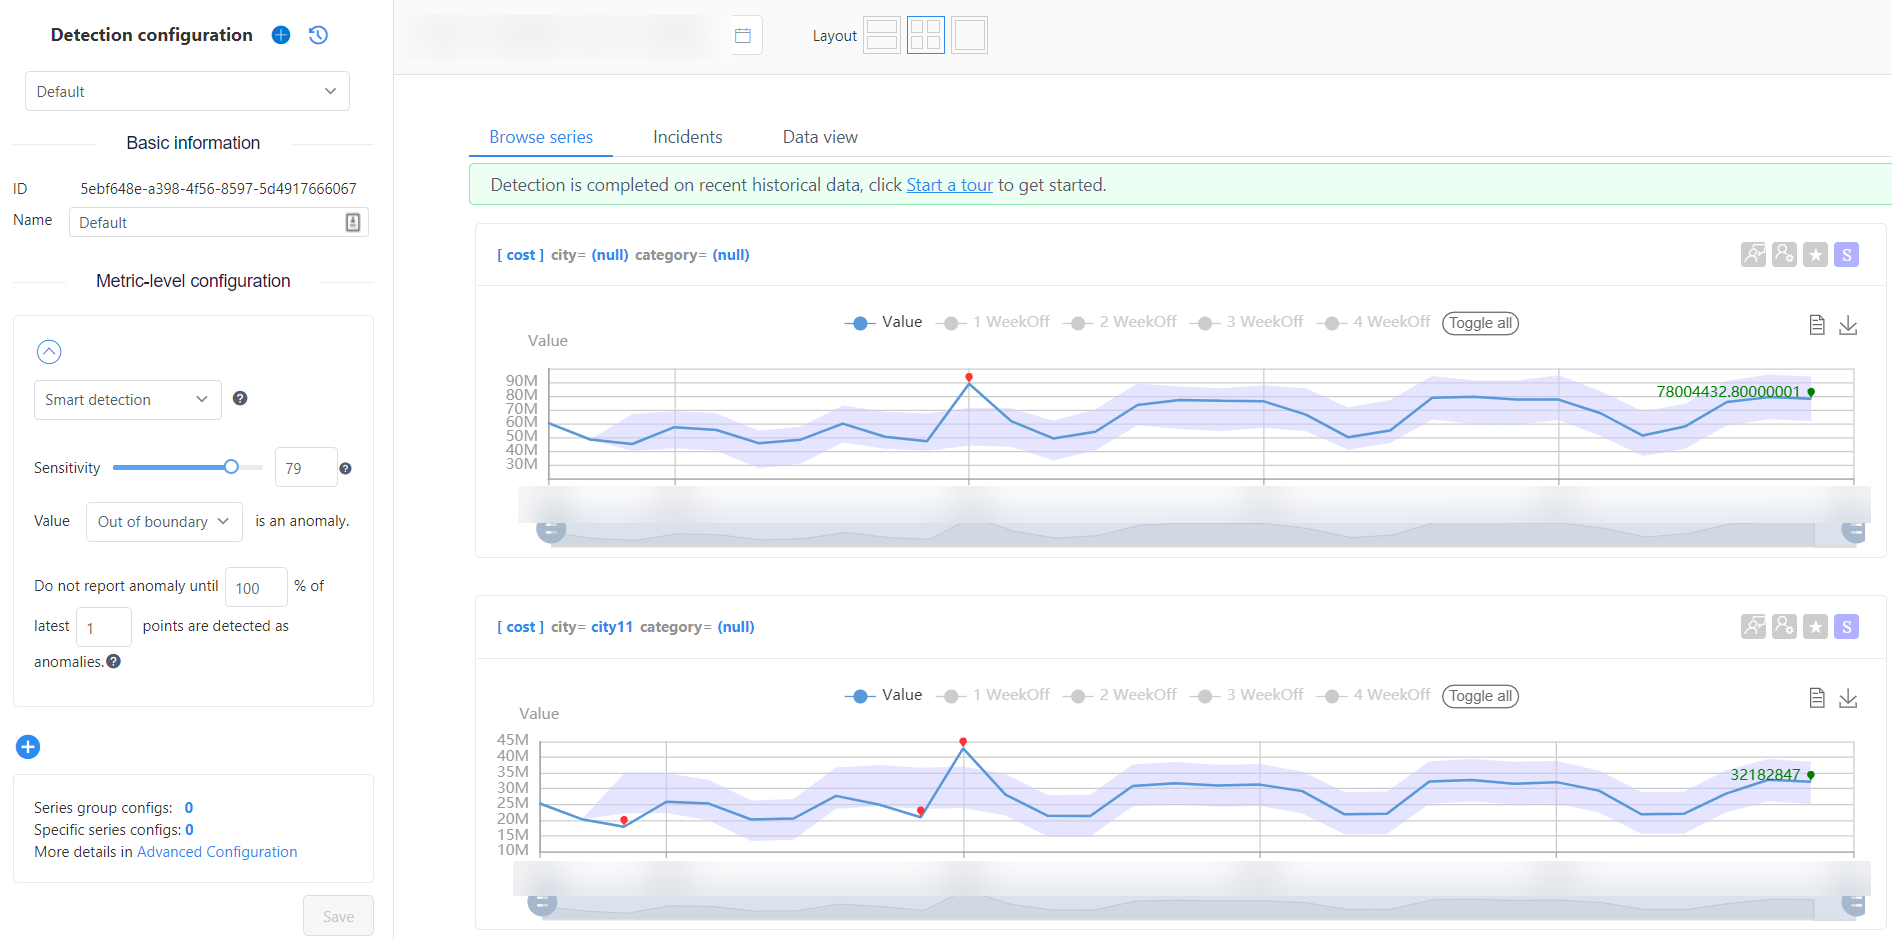 Detection configuration
Default
Basic information
ID 5ebf648e-a398-4f56-8597-5d4917666067
Name Default
Metric-level configuration
Smart detection ?
Sensitivity 79 ?
Value Out of boundary is an anomaly.
Do not report anomaly until 100 % of
latest 1 points are detected as
anomalies. ?
Series group configs: 0
Specific series configs: 0
More details in Advanced Configuration
Save
Layout
Browse series Incidents Data view
Detection is completed on recent historical data, click Start a tour to get started.
[ cost ] city= (null) category= (null)
S
Value 1 WeekOff 2 WeekOff 3 WeekOff 4 WeekOff Toggle all
Value
90M
80M
70M
60M
50M
40M
30M
78004432.80000001
[ cost ] city= city11 category= (null)
S
Value 1 WeekOff 2 WeekOff 3 WeekOff 4 WeekOff Toggle all
Value
45M
40M
35M
30M
25M
20M
15M
10M
32182847